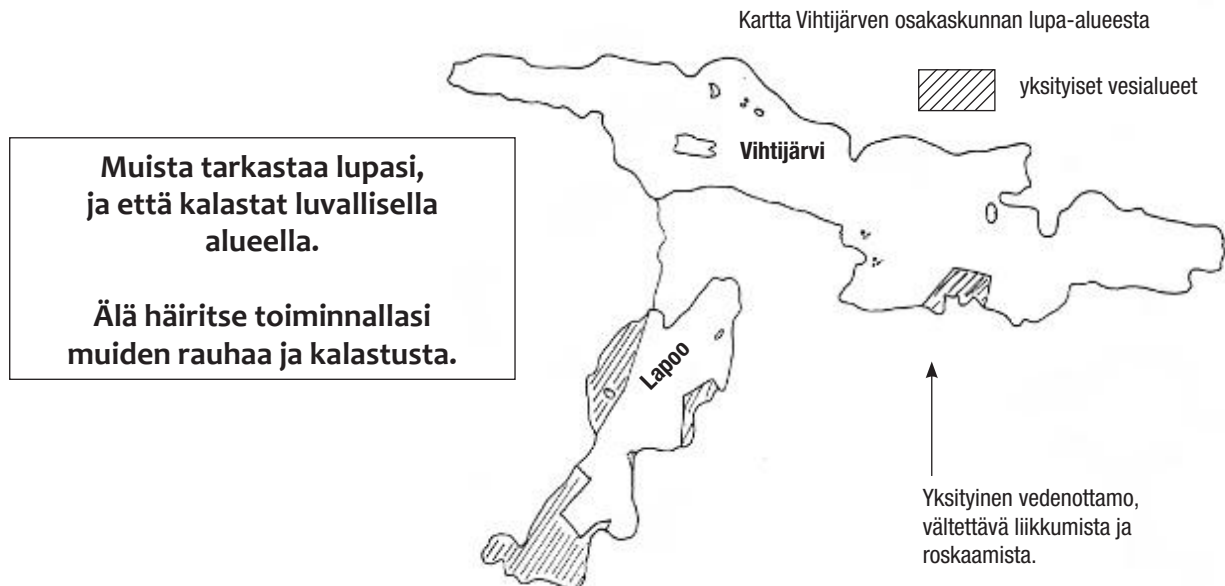 Kartta Vihtijärven osakaskunnan lupa-alueesta
yksityiset vesialueet
Muista tarkastaa lupasi,
ja että kalastat luvallisella
alueella.
Älä häiritse toiminnallasi
muiden rauhaa ja kalastusta.
Vihtijärvi
Lapoo
Yksityinen vedenottamo,
vältettävä liikkumista ja
roskaamista.